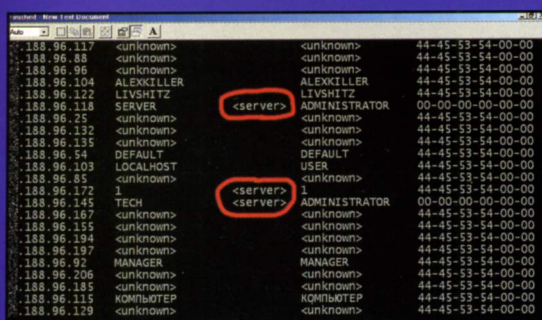 Finished - New Text Document
Auto A
.188.96.117 <unknown> <unknown> 44-45-53-54-00-00
.188.96.88 <unknown> <unknown> 44-45-53-54-00-00
.188.96.96 <unknown> <unknown> 44-45-53-54-00-00
.188.96.104 ALEXKILLER ALEXKILLER 44-45-53-54-00-00
.188.96.122 LIVSHITZ LIVSHITZ 44-45-53-54-00-00
.188.96.118 SERVER <server> ADMINISTRATOR 00-00-00-00-00-00
.188.96.25 <unknown> <unknown> 44-45-53-54-00-00
.188.96.132 <unknown> <unknown> 44-45-53-54-00-00
.188.96.135 <unknown> <unknown> 44-45-53-54-00-00
.188.96.54 DEFAULT DEFAULT 44-45-53-54-00-00
.188.96.103 LOCALHOST USER 44-45-53-54-00-00
.188.96.85 <unknown> <unknown> 44-45-53-54-00-00
.188.96.172 1 <server> 1 44-45-53-54-00-00
.188.96.145 TECH <server> ADMINISTRATOR 00-00-00-00-00-00
.188.96.167 <unknown> <unknown> 44-45-53-54-00-00
.188.96.155 <unknown> <unknown> 44-45-53-54-00-00
.188.96.194 <unknown> <unknown> 44-45-53-54-00-00
.188.96.197 <unknown> <unknown> 44-45-53-54-00-00
.188.96.92 MANAGER MANAGER 44-45-53-54-00-00
.188.96.206 <unknown> <unknown> 44-45-53-54-00-00
.188.96.185 <unknown> <unknown> 44-45-53-54-00-00
.188.96.115 КОМПЬЮТЕР КОМПЬЮТЕР 44-45-53-54-00-00
.188.96.129 <unknown> <unknown> 44-45-53-54-00-00